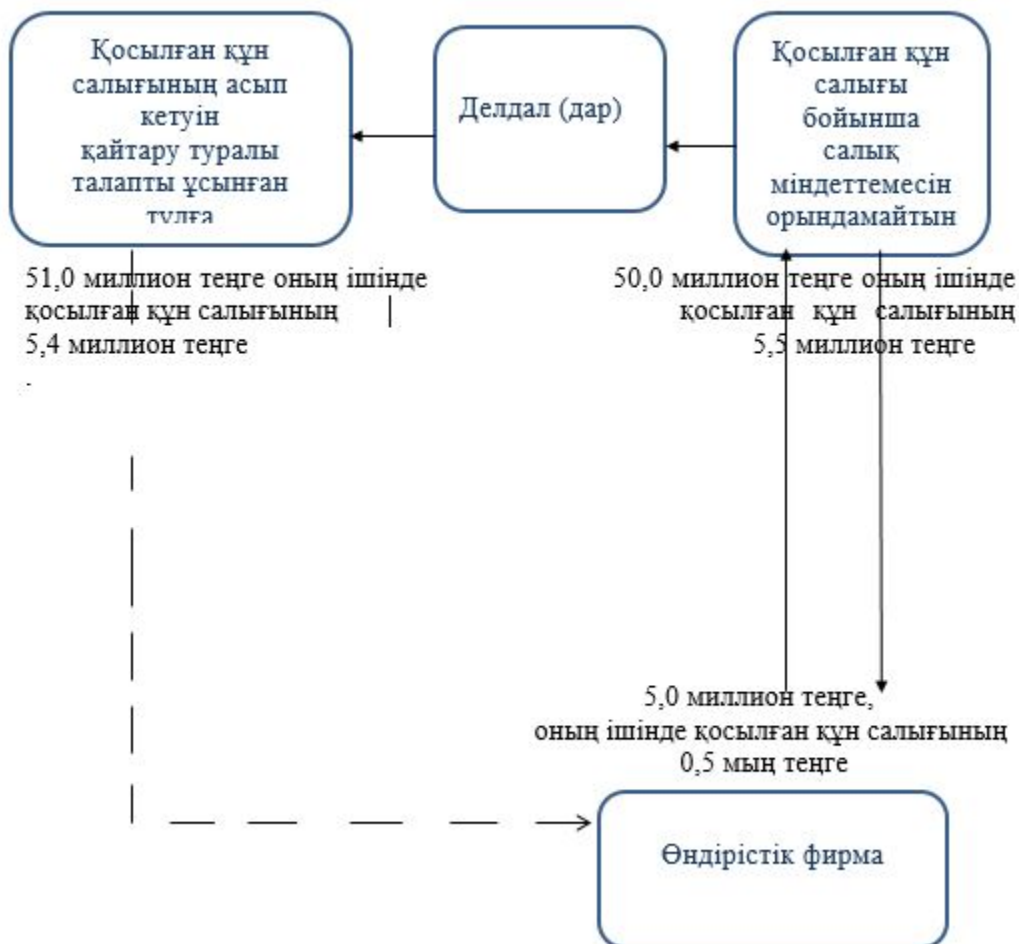 Қосылған құн
салығының асып
кетуін
қайтару туралы
талапты ұсынған
тұлға
Делдал (дар)
Қосылған құн
салығы
бойынша
салық
міндеттемесін
орындамайтын
51,0 миллион теңге оның ішінде
қосылған құн салығының
5,4 миллион теңге
.
50,0 миллион теңге оның ішінде
қосылған құн салығының
5,5 миллион теңге
5,0 миллион теңге,
оның ішінде қосылған құн салығының
0,5 мың теңге
Өндірістік фирма